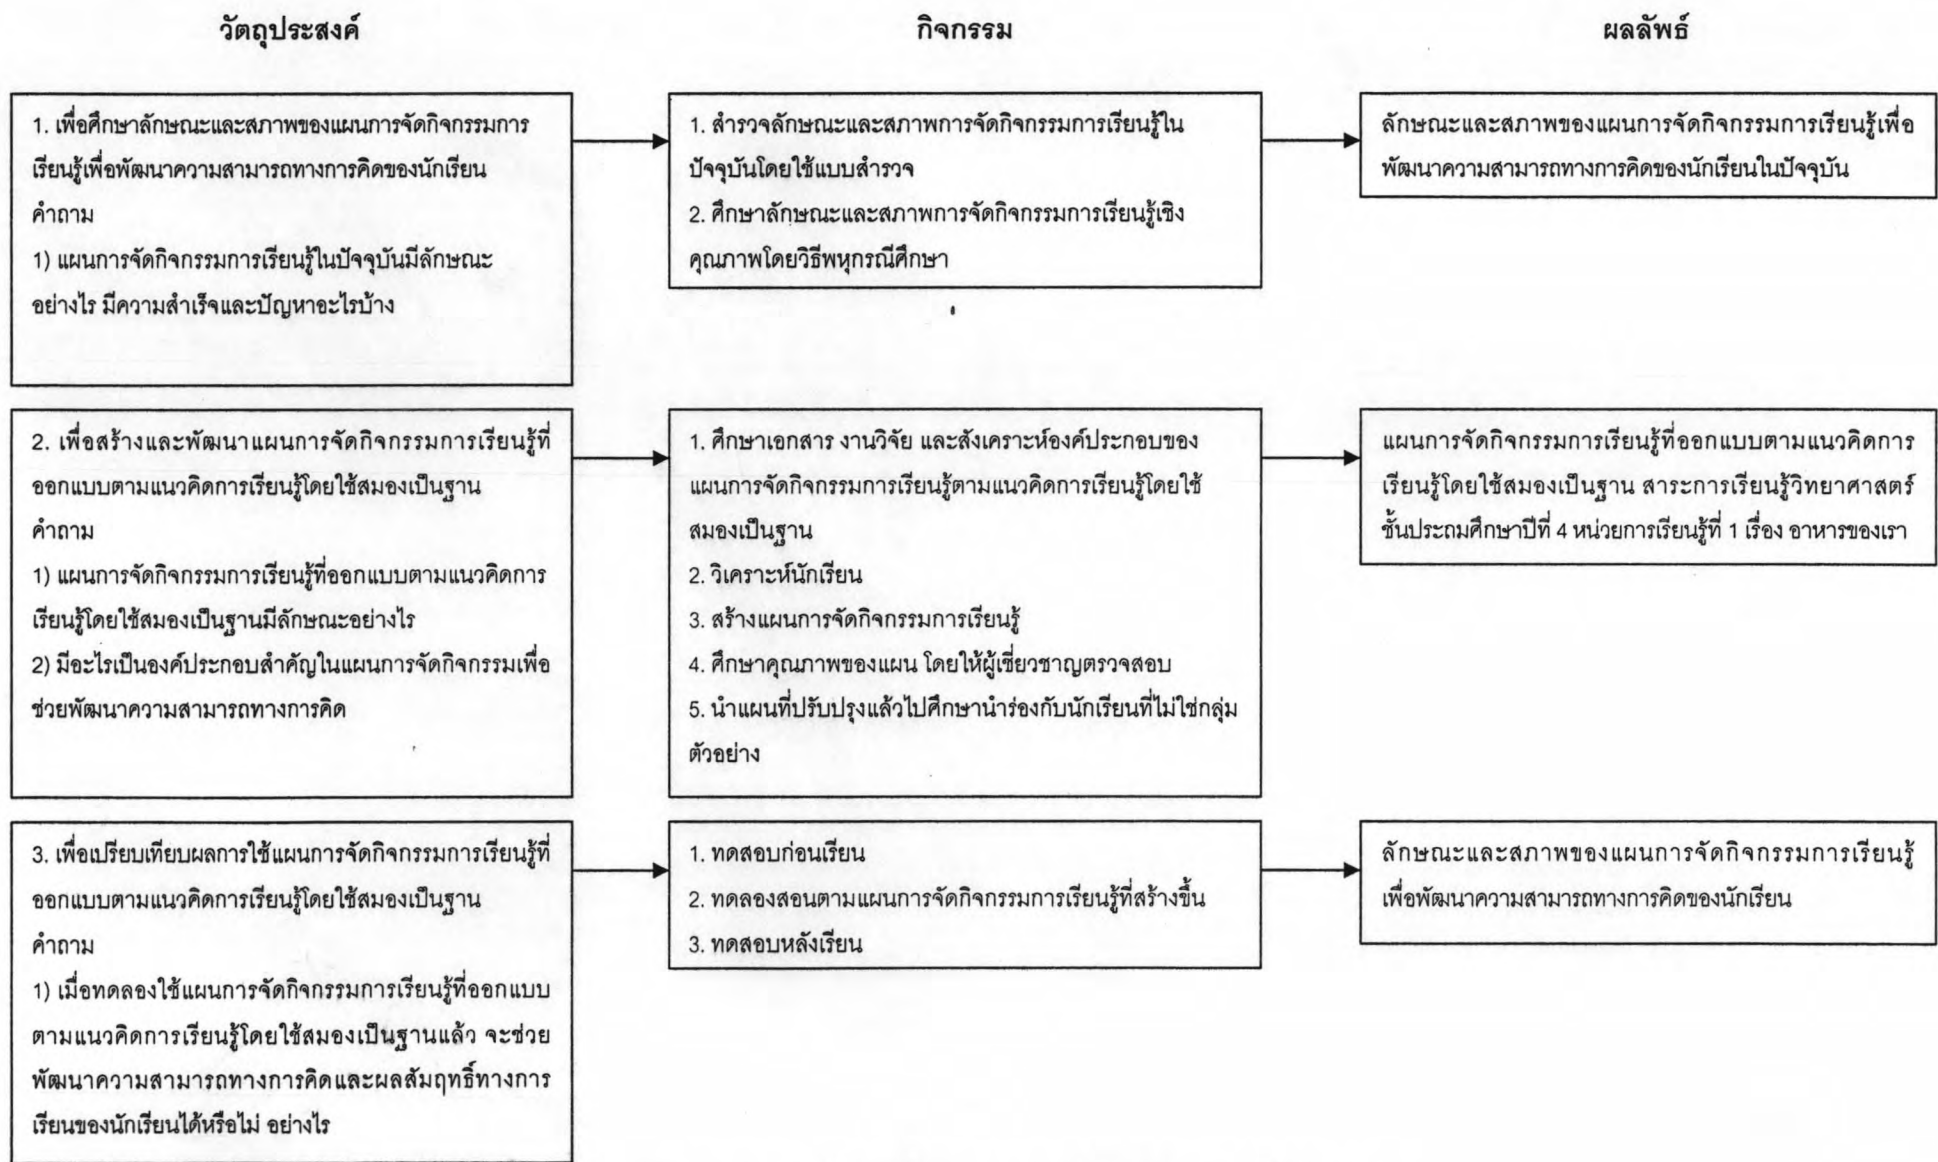 วัตถุประสงค์
กิจกรรม
ผลลัพธ์
1. เพื่อศึกษาลักษณะและสภาพของแผนการจัดกิจกรรมการ
เรียนรู้เพื่อพัฒนาความสามารถทางการคิดของนักเรียน
คำถาม
1) แผนการจัดกิจกรรมการเรียนรู้ในปัจจุบันมีลักษณะ
อย่างไร มีความสำเร็จและปัญหาอะไรบ้าง
1. สำรวจลักษณะและสภาพการจัดกิจกรรมการเรียนรู้ใน
ปัจจุบันโดยใช้แบบสำรวจ
2. ศึกษาลักษณะและสภาพการจัดกิจกรรมการเรียนรู้เชิง
คุณภาพโดยวิธีพหุกรณีศึกษา
ลักษณะและสภาพของแผนการจัดกิจกรรมการเรียนรู้เพื่อ
พัฒนาความสามารถทางการคิดของนักเรียนในปัจจุบัน
2. เพื่อสร้างและพัฒนาแผนการจัดกิจกรรมการเรียนรู้ที่
ออกแบบตามแนวคิดการเรียนรู้โดยใช้สมองเป็นฐาน
คำถาม
1) แผนการจัดกิจกรรมการเรียนรู้ที่ออกแบบตามแนวคิดการ
เรียนรู้โดยใช้สมองเป็นฐานมีลักษณะอย่างไร
2) มีอะไรเป็นองค์ประกอบสำคัญในแผนการจัดกิจกรรมเพื่อ
ช่วยพัฒนาความสามารถทางการคิด
1. ศึกษาเอกสาร งานวิจัย และสังเคราะห์องค์ประกอบของ
แผนการจัดกิจกรรมการเรียนรู้ตามแนวคิดการเรียนรู้โดยใช้
สมองเป็นฐาน
2. วิเคราะห์นักเรียน
3. สร้างแผนการจัดกิจกรรมการเรียนรู้
4. ศึกษาคุณภาพของแผน โดยให้ผู้เชี่ยวชาญตรวจสอบ
5. นำแผนที่ปรับปรุงแล้วไปศึกษานำร่องกับนักเรียนที่ไม่ใช่กลุ่ม
ตัวอย่าง
แผนการจัดกิจกรรมการเรียนรู้ที่ออกแบบตามแนวคิดการ
เรียนรู้โดยใช้สมองเป็นฐาน สาระการเรียนรู้วิทยาศาสตร์
ชั้นประถมศึกษาปีที่ 4 หน่วยการเรียนรู้ที่ 1 เรื่อง อาหารของเรา
3. เพื่อเปรียบเทียบผลการใช้แผนการจัดกิจกรรมการเรียนรู้ที่
ออกแบบตามแนวคิดการเรียนรู้โดยใช้สมองเป็นฐาน
คำถาม
1) เมื่อทดลองใช้แผนการจัดกิจกรรมการเรียนรู้ที่ออกแบบ
ตามแนวคิดการเรียนรู้โดยใช้สมองเป็นฐานแล้ว จะช่วย
พัฒนาความสามารถทางการคิดและผลสัมฤทธิ์ทางการ
เรียนของนักเรียนได้หรือไม่ อย่างไร
1. ทดสอบก่อนเรียน
2. ทดลองสอนตามแผนการจัดกิจกรรมการเรียนรู้ที่สร้างขึ้น
3. ทดสอบหลังเรียน
ลักษณะและสภาพของแผนการจัดกิจกรรมการเรียนรู้
เพื่อพัฒนาความสามารถทางการคิดของนักเรียน